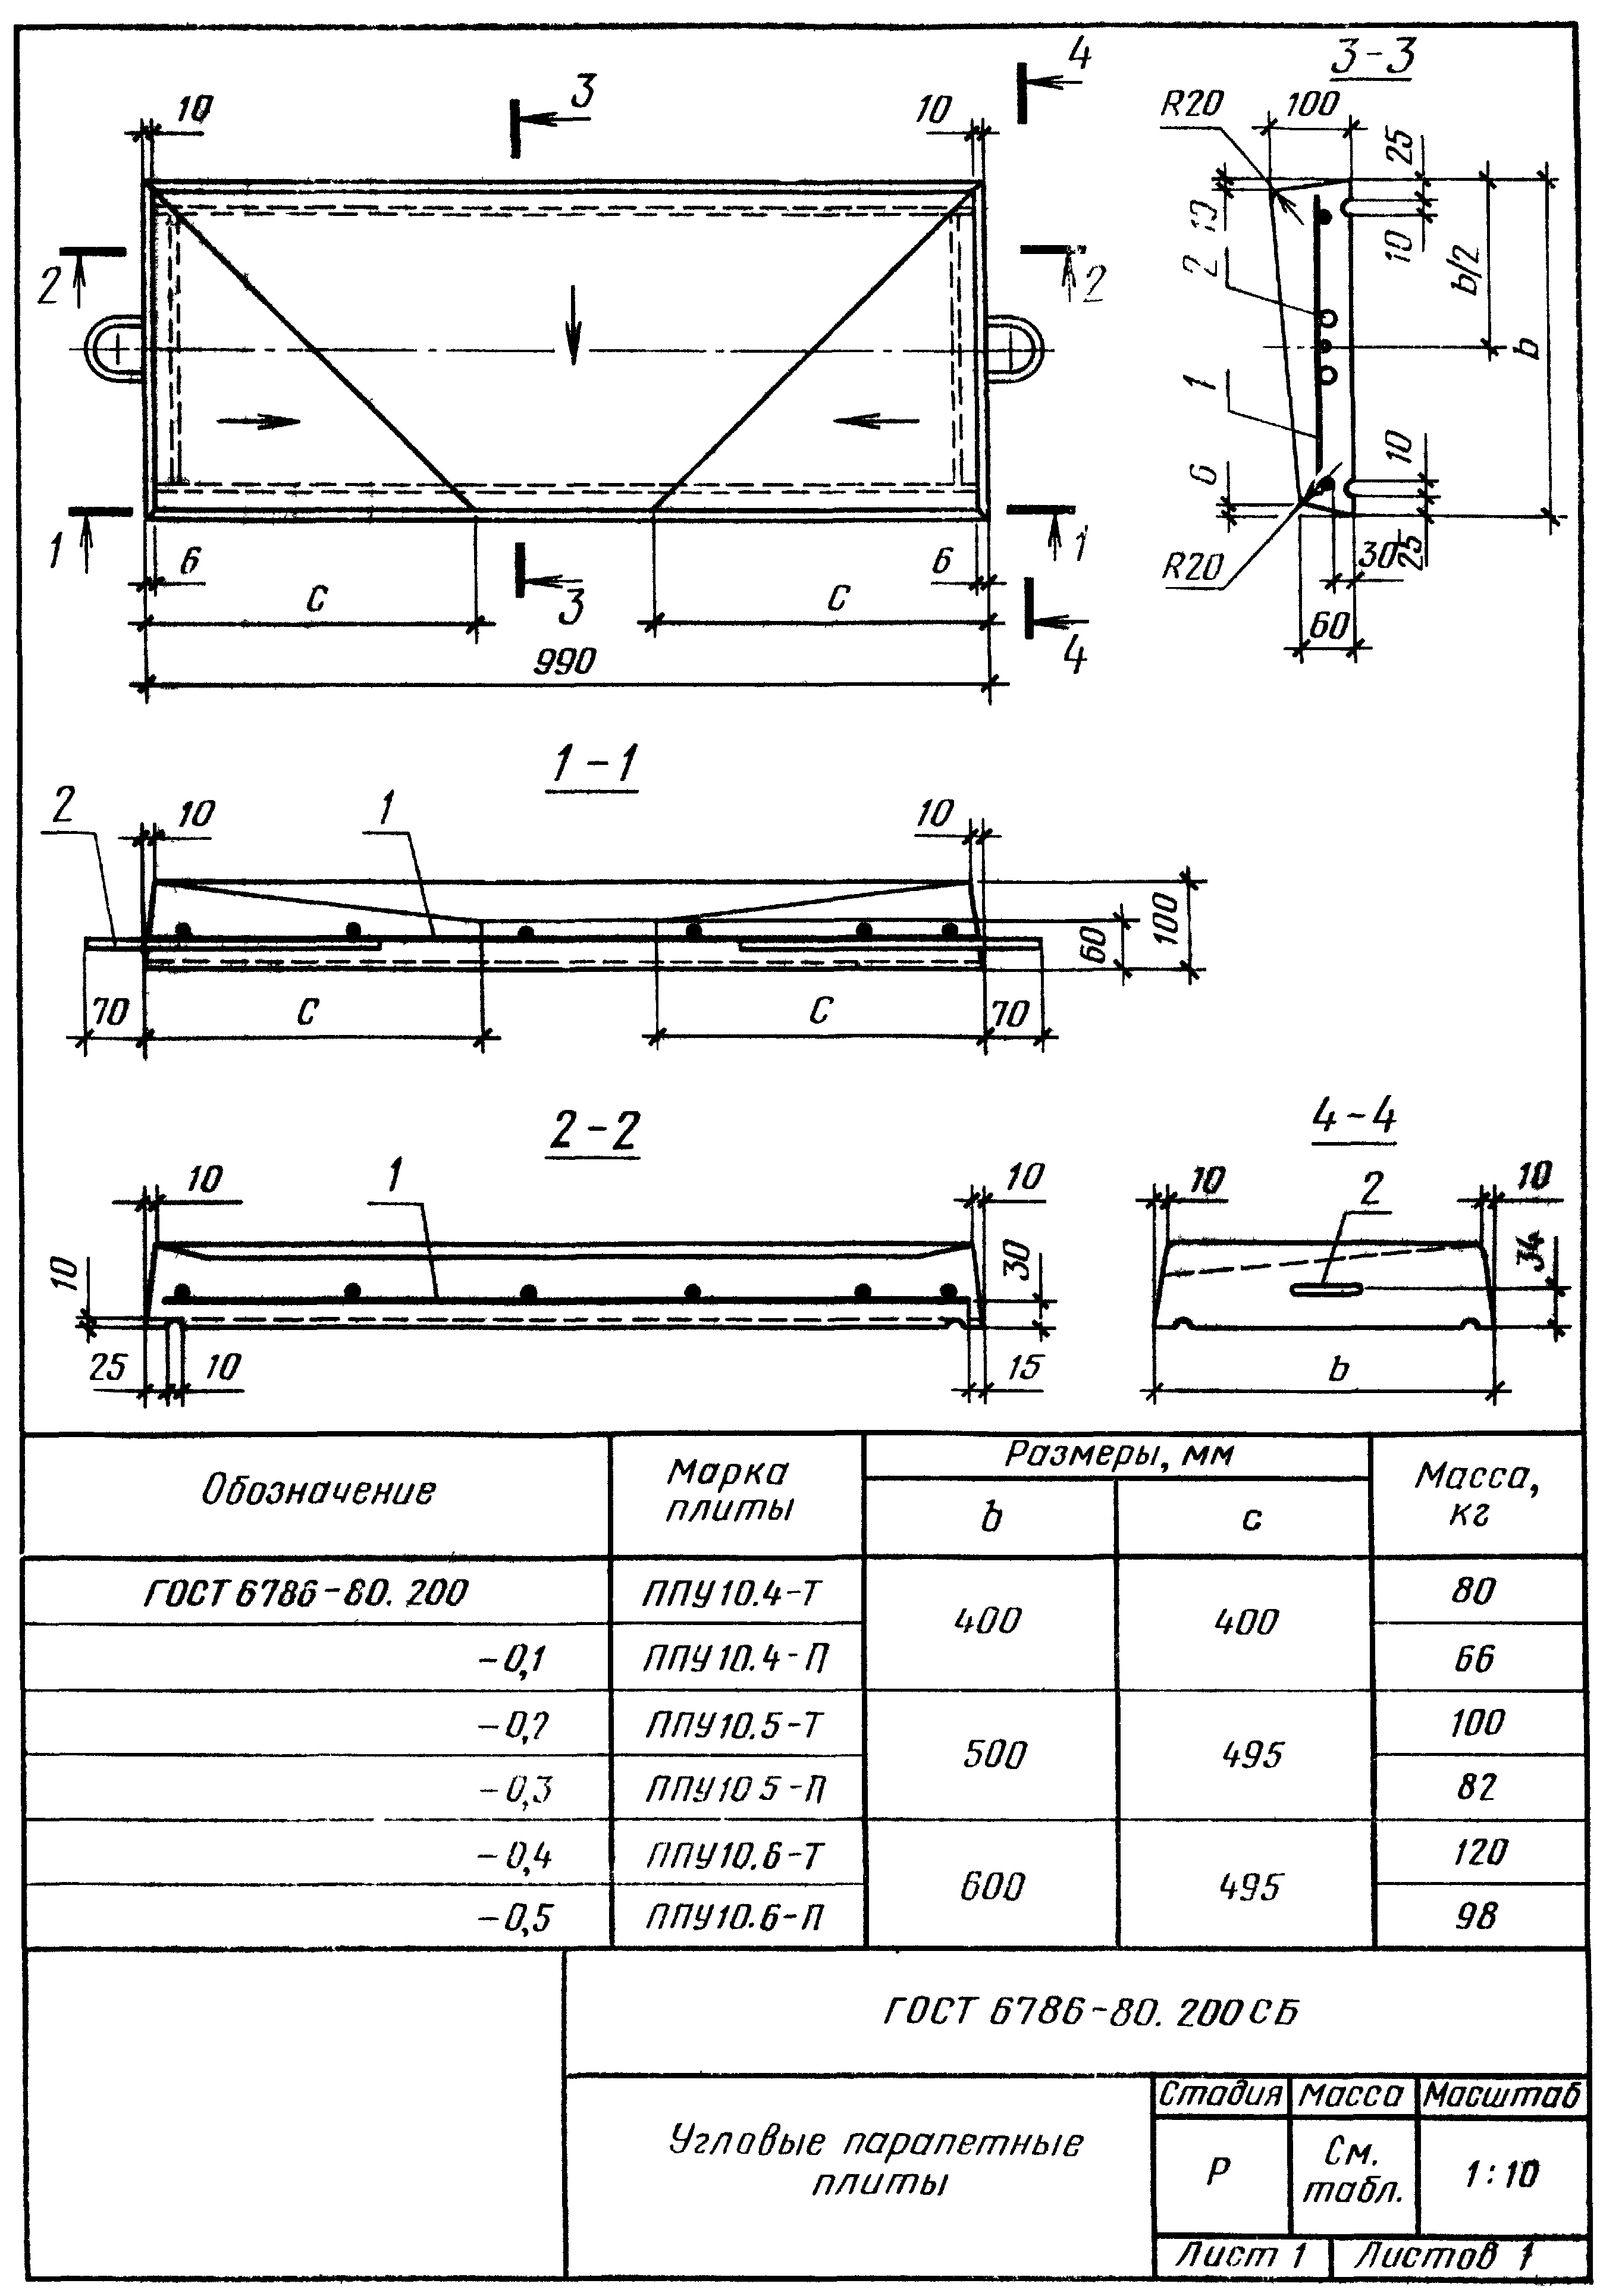 10
3
10
4
2
2
1
1
6
6
3
4
C
C
990
3-3
R20
100
25
10
10
2
b/2
b
1
10
6
R20
30
25
60
1-1
2
10
1
10
60
100
70
C
C
70
2-2
10
1
10
10
30
25
10
15
4-4
10
2
10
34
b
Обозначение
Марка
плиты
Размеры, мм
b
c
Масса,
кг
ГОСТ 6786-80. 200
ППУ10.4-Т
400
400
80
-0,1
ППУ10.4-П
66
-0,2
ППУ10.5-Т
500
495
100
-0,3
ППУ10 5-П
82
-0,4
ППУ10.6-Т
600
495
120
-0,5
ППУ10.6-П
98
ГОСТ 6786-80. 200СБ
Угловые парапетные
плиты
Стадия
Масса
Масштаб
Р
См.
табл.
1:10
Лист 1
Листов 1